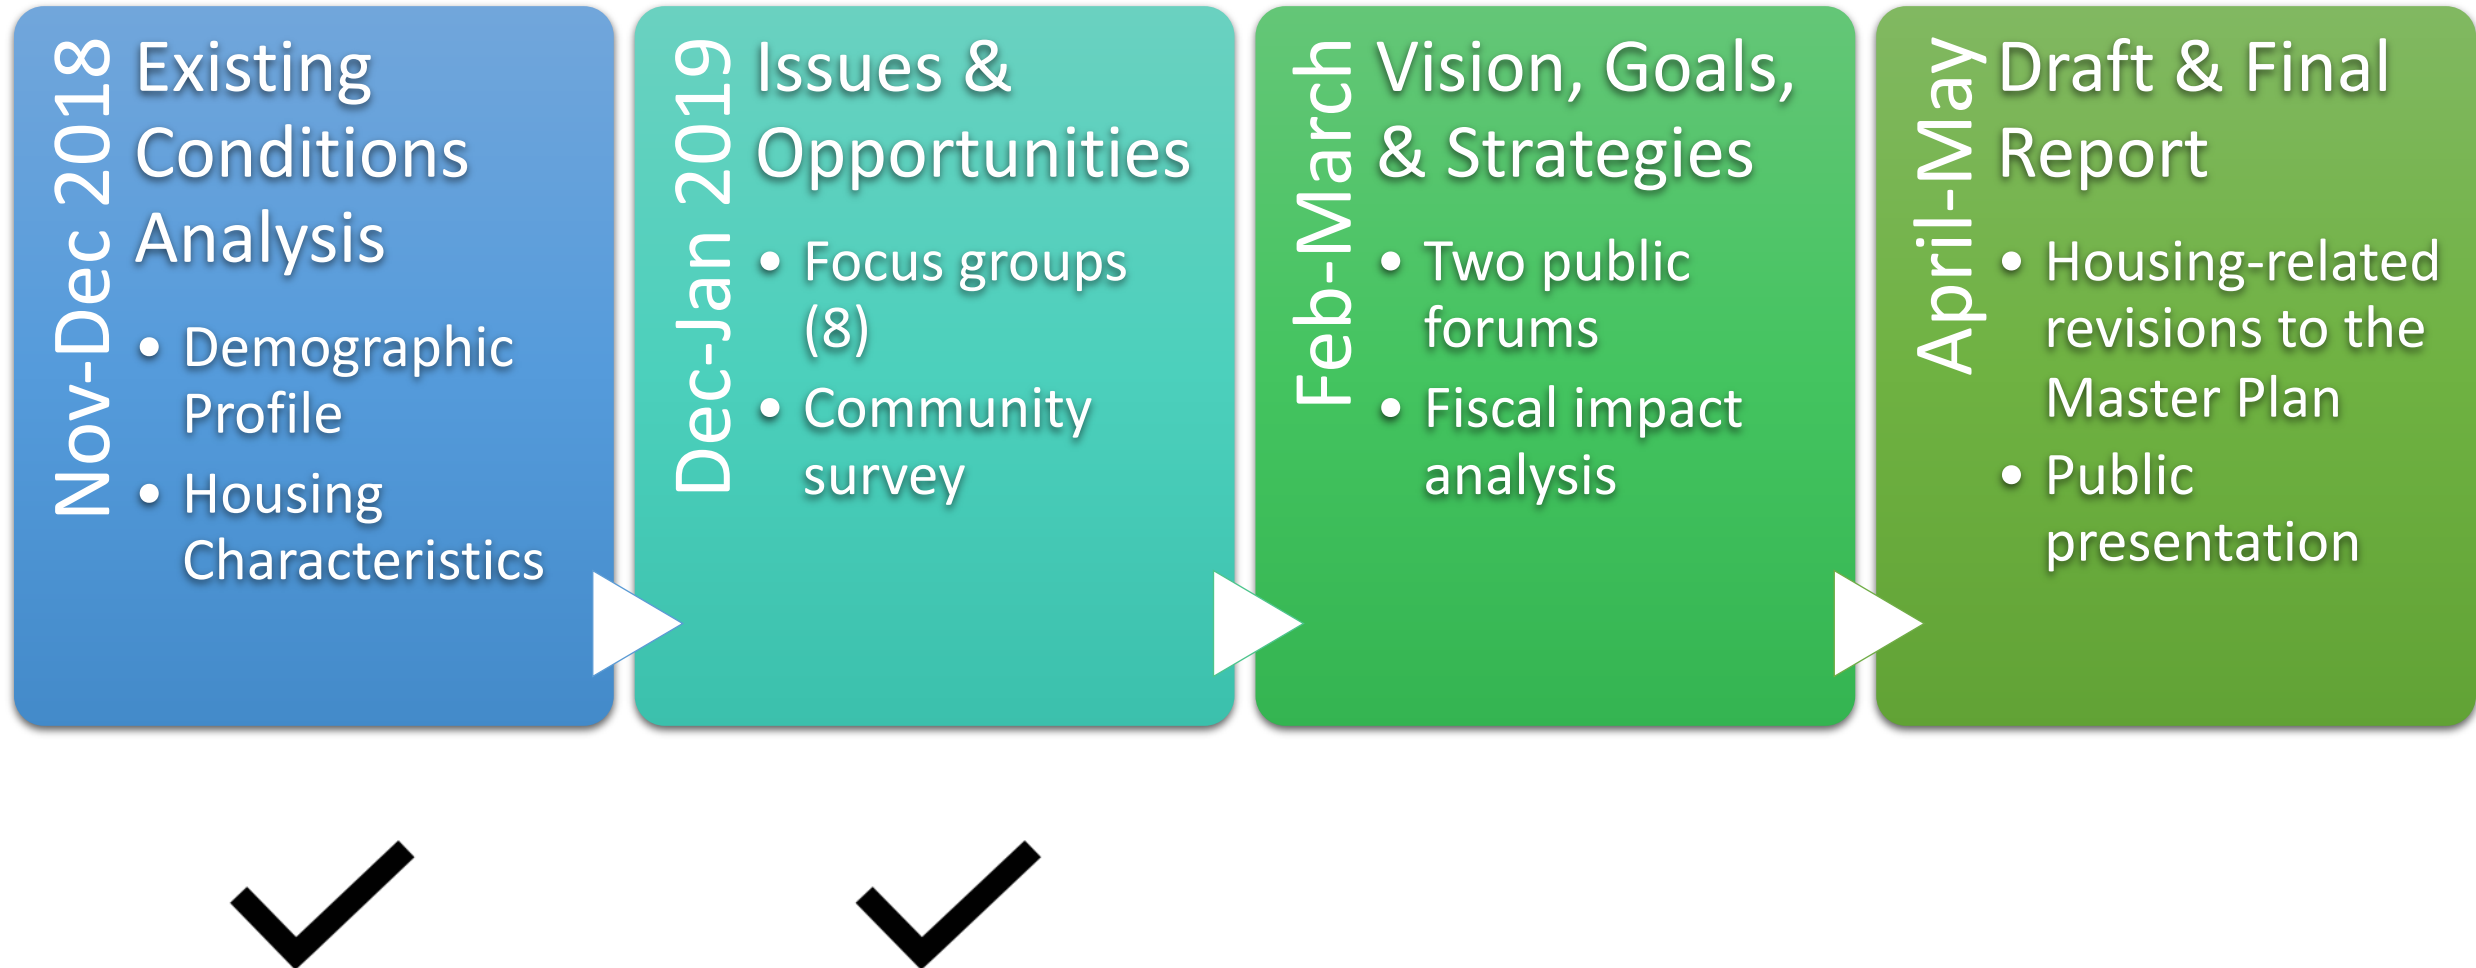 Nov-Dec 2018
Existing
Conditions
Analysis
• Demographic
Profile
• Housing
Characteristics
Dec-Jan 2019
Issues &
Opportunities
• Focus groups
(8)
• Community
survey
Feb-March
Vision, Goals,
& Strategies
• Two public
forums
• Fiscal impact
analysis
April-May
Draft & Final
Report
• Housing-related
revisions to the
Master Plan
• Public
presentation